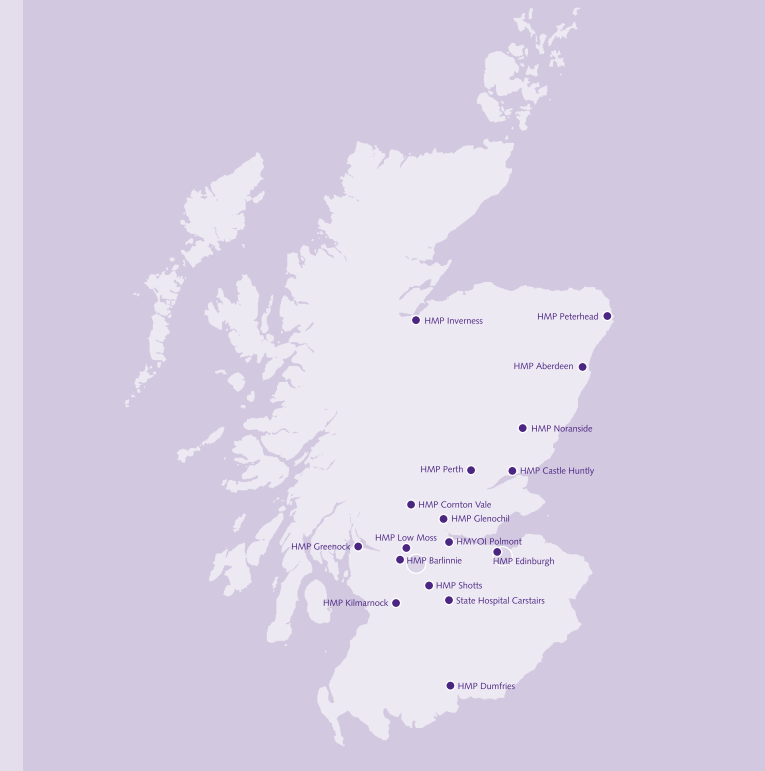 HMP Inverness
HMP Peterhead
HMP Aberdeen
HMP Noranside
HMP Perth
HMP Castle Huntly
HMP Cornton Vale
HMP Glenochil
HMP Low Moss
HMYOI Polmont
HMP Greenock
HMP Barlinnie
HMP Edinburgh
HMP Shotts
HMP Kilmarnock
State Hospital Carstairs
HMP Dumfries